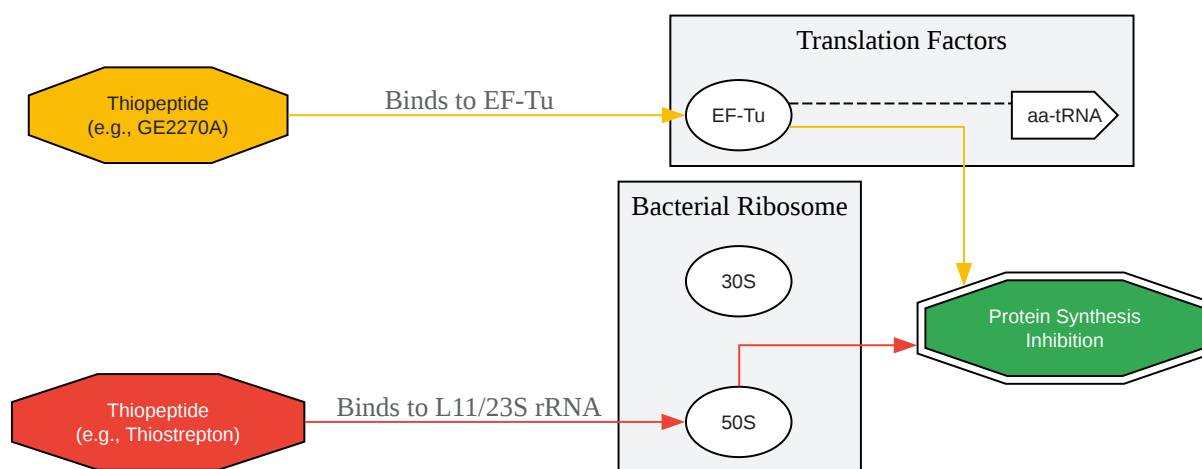 Translation Factors
Thiopeptide
(e.g., GE2270A)
Binds to EF-Tu
EF-Tu
aa-tRNA
Bacterial Ribosome
30S
Protein Synthesis
Inhibition
Thiopeptide
(e.g., Thiostrepton)
Binds to L11/23S rRNA
50S